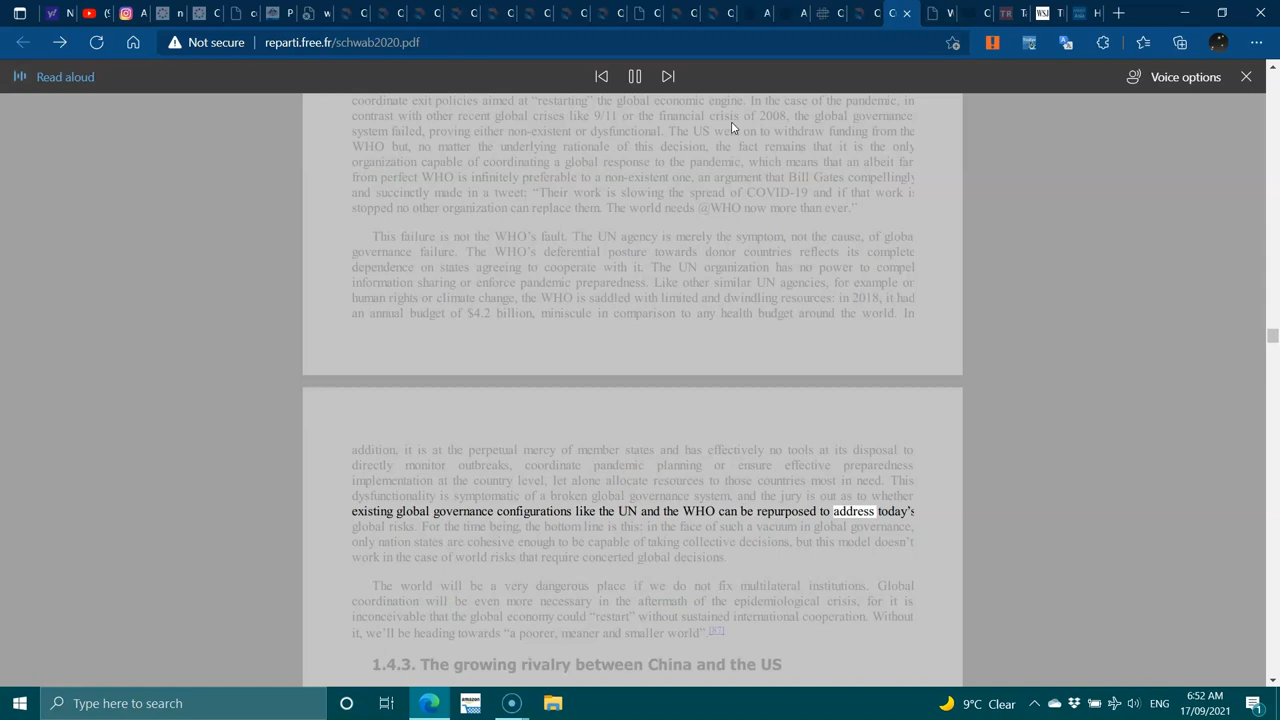 Not secure
reparti.free.fr/schwab2020.pdf
Read aloud
Voice options
coordinate exit policies aimed at “restarting” the global economic engine. In the case of the pandemic, in
contrast with other recent global crises like 9/11 or the financial crisis of 2008, the global governance
system failed, proving either non-existent or dysfunctional. The US went on to withdraw funding from the
WHO but, no matter the underlying rationale of this decision, the fact remains that it is the only
organization capable of coordinating a global response to the pandemic, which means that an albeit far
from perfect WHO is infinitely preferable to a non-existent one, an argument that Bill Gates compellingly
and succinctly made in a tweet: “Their work is slowing the spread of COVID-19 and if that work is
stopped no other organization can replace them. The world needs @WHO now more than ever.”
This failure is not the WHO’s fault. The UN agency is merely the symptom, not the cause, of globa
governance failure. The WHO’s deferential posture towards donor countries reflects its complete
dependence on states agreeing to cooperate with it. The UN organization has no power to compel
information sharing or enforce pandemic preparedness. Like other similar UN agencies, for example or
human rights or climate change, the WHO is saddled with limited and dwindling resources: in 2018, it had
an annual budget of $4.2 billion, miniscule in comparison to any health budget around the world. In
addition, it is at the perpetual mercy of member states and has effectively no tools at its disposal to
directly monitor outbreaks, coordinate pandemic planning or ensure effective preparedness
implementation at the country level, let alone allocate resources to those countries most in need. This
dysfunctionality is symptomatic of a broken global governance system, and the jury is out as to whether
existing global governance configurations like the UN and the WHO can be repurposed to address today’s
global risks. For the time being, the bottom line is this: in the face of such a vacuum in global governance,
only nation states are cohesive enough to be capable of taking collective decisions, but this model doesn’t
work in the case of world risks that require concerted global decisions.
The world will be a very dangerous place if we do not fix multilateral institutions. Global
coordination will be even more necessary in the aftermath of the epidemiological crisis, for it is
inconceivable that the global economy could “restart” without sustained international cooperation. Without
it, we’ll be heading towards “a poorer, meaner and smaller world”.[87]
1.4.3. The growing rivalry between China and the US
Type here to search
9°C Clear
ENG
6:52 AM
17/09/2021